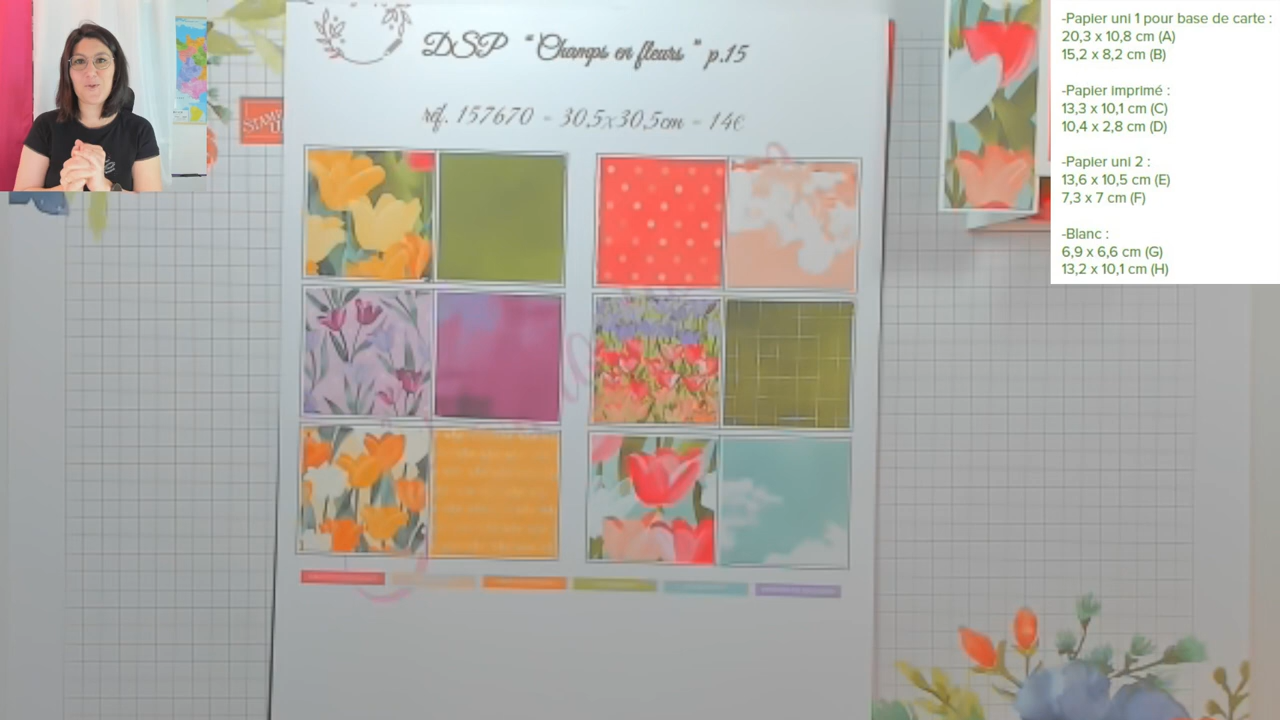 DSP "Champs en fleurs" p.15
réf. 157670 = 30,5x30,5cm = 14€
STAMPIN' UP!
-Papier uni 1 pour base de carte :
20,3 x 10,8 cm (A)
15,2 x 8,2 cm (B)
-Papier imprimé :
13,3 x 10,1 cm (C)
10,4 x 2,8 cm (D)
-Papier uni 2 :
13,6 x 10,5 cm (E)
7,3 x 7 cm (F)
-Blanc :
6,9 x 6,6 cm (G)
13,2 x 10,1 cm (H)